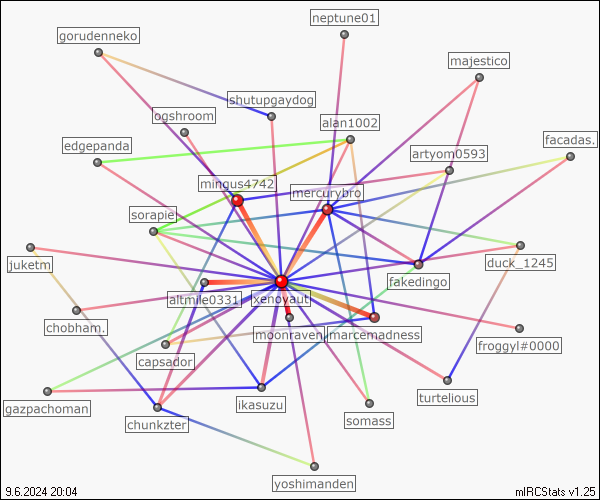 neptune01
gorudenneko
majestico
shutupgaydog
ogshroom
alan1002
edgepanda
artyom0593
facadas.
mingus4742
mercurybro
sorapie
juketm
fakedingo
duck_1245
altmile0331
xenoyaut
chobham.
moonraven
marcemadness
froggyl#0000
capsador
turtelious
gazpachoman
ikasuzu
somass
chunkzter
yoshimanden
9.6.2024 20:04
mIRCStats v1.25